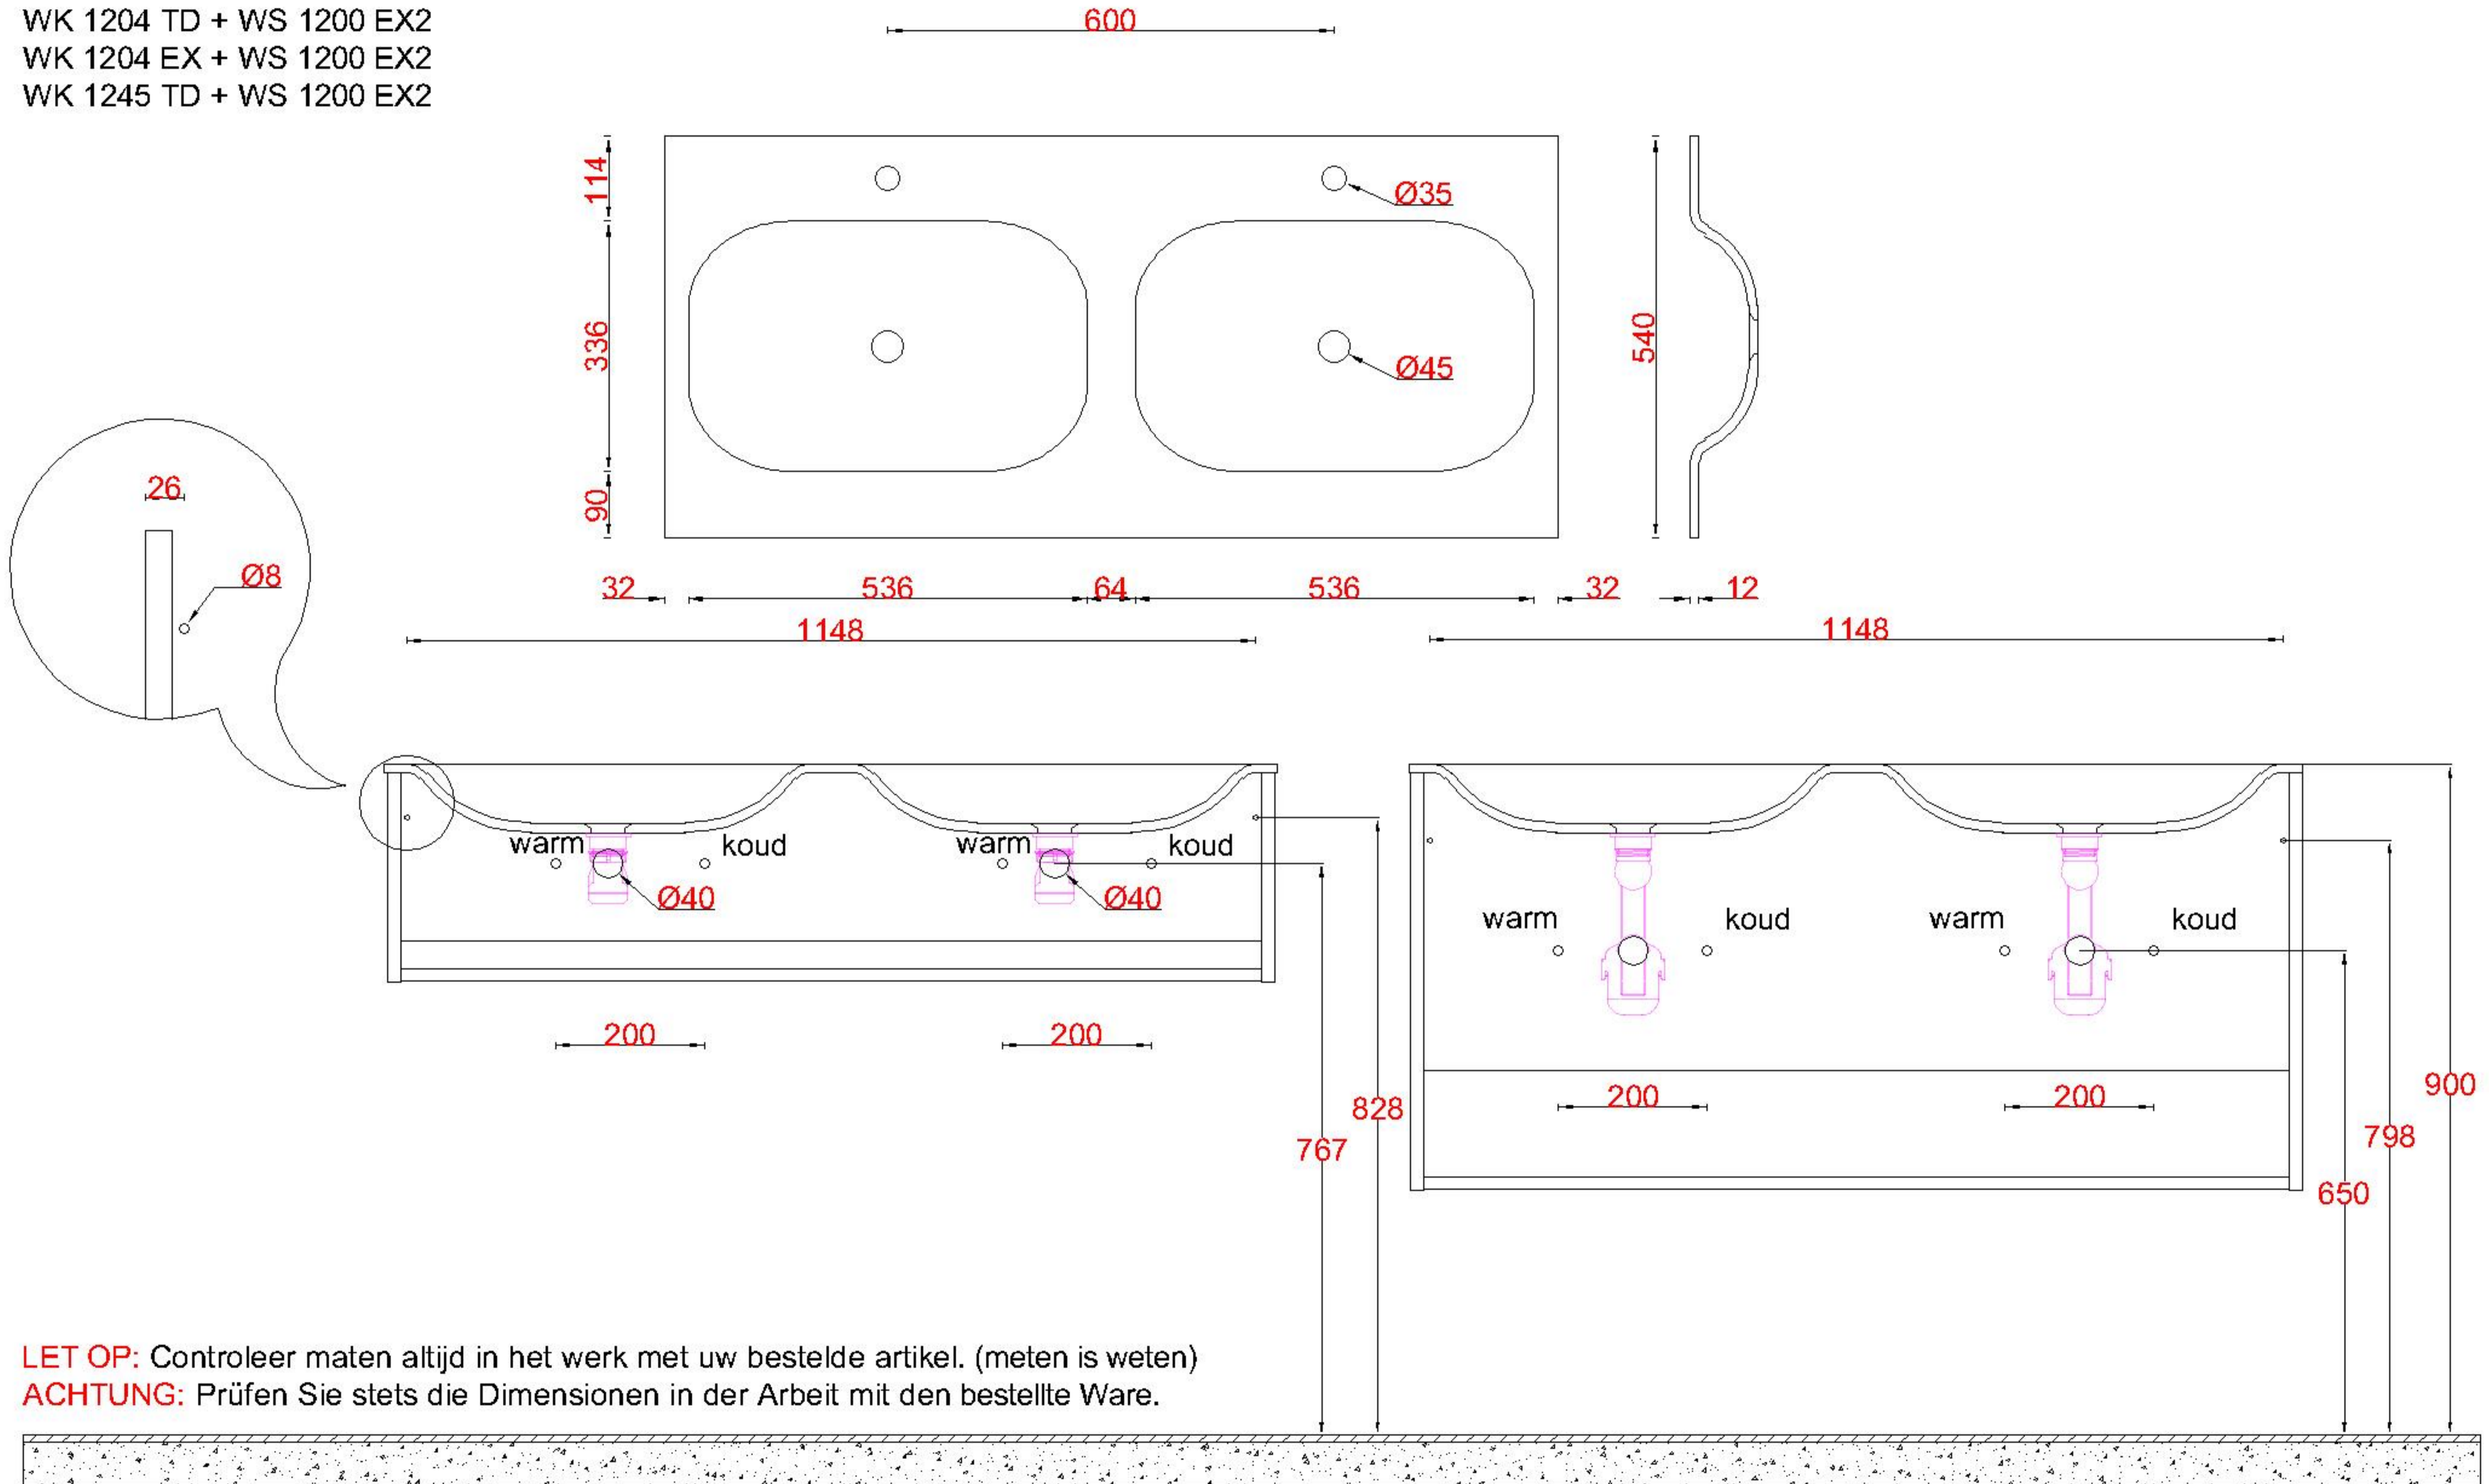 WK 1204 TD + WS 1200 EX2
WK 1204 EX + WS 1200 EX2
WK 1245 TD + WS 1200 EX2
600
114
Ø35
336
540
Ø45
90
26
Ø8
32
536
64
536
32
12
1148
1148
warm
koud
warm
koud
Ø40
Ø40
warm
koud
warm
koud
200
200
200
200
900
828
798
767
650
LET OP: Controleer maten altijd in het werk met uw bestelde artikel. (meten is weten)
ACHTUNG: Prüfen Sie stets die Dimensionen in der Arbeit mit den bestellte Ware.